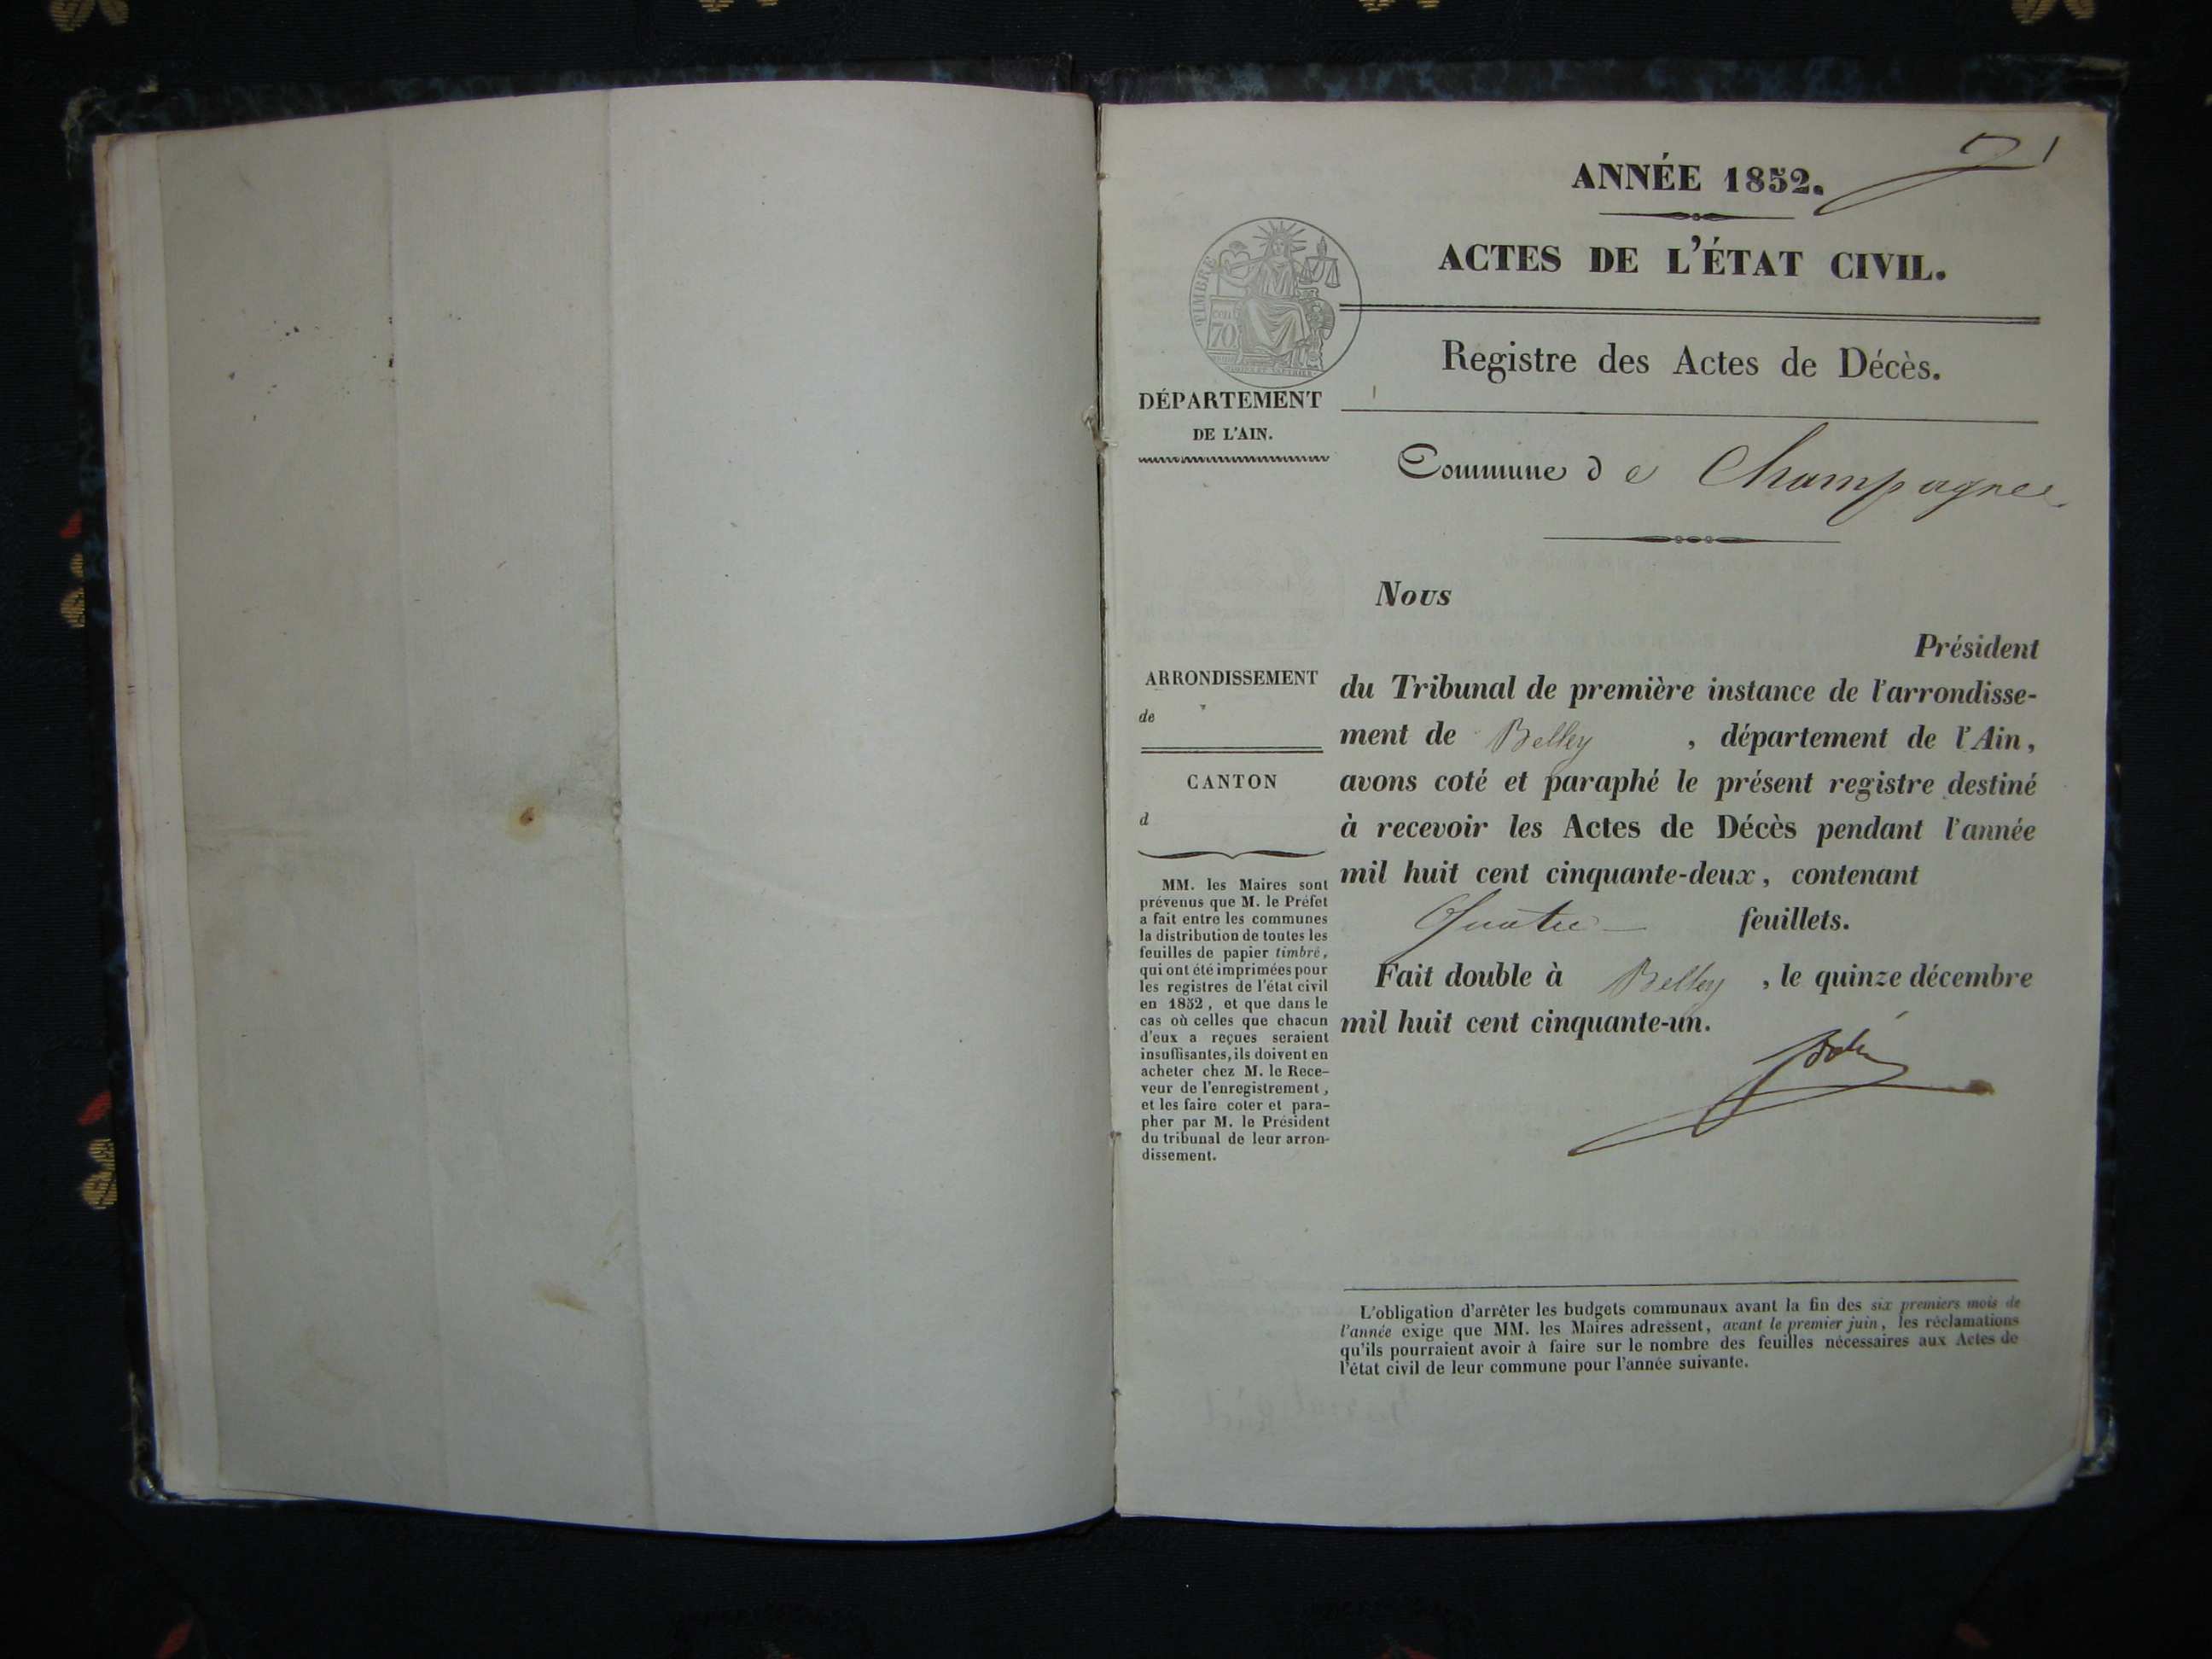 ANNÉE 1852.
ACTES DE L'ÉTAT CIVIL.
TIMBRE
70
Registre des Actes de Décès.
DÉPARTEMENT
DE L'AIN.
Commune de Champagne
Nous
Président
du Tribunal de première instance de l'arrondisse-
ment de Belley , département de l'Ain,
avons coté et paraphé le présent registre destiné
à recevoir les Actes de Décès pendant l'année
mil huit cent cinquante-deux, contenant
Quatre feuillets.
Fait double à Belley , le quinze décembre
mil huit cent cinquante-un.
ARRONDISSEMENT
de
CANTON
d
MM. les Maires sont
prévenus que M. le Préfet
a fait entre les communes
la distribution de toutes les
feuilles de papier timbré,
qui ont été imprimées pour
les registres de l'état civil
en 1852, et que dans le
cas où celles que chacun
d'eux a reçues seraient
insuffisantes, ils doivent en
acheter chez M. le Rece-
veur de l'enregistrement,
et les faire coter et para-
pher par M. le Président
du tribunal de leur arron-
dissement.
L'obligation d'arrêter les budgets communaux avant la fin des six premiers mois de
l'année exige que MM. les Maires adressent, avant le premier juin, les réclamations
qu'ils pourraient avoir à faire sur le nombre des feuilles nécessaires aux Actes de
l'état civil de leur commune pour l'année suivante.